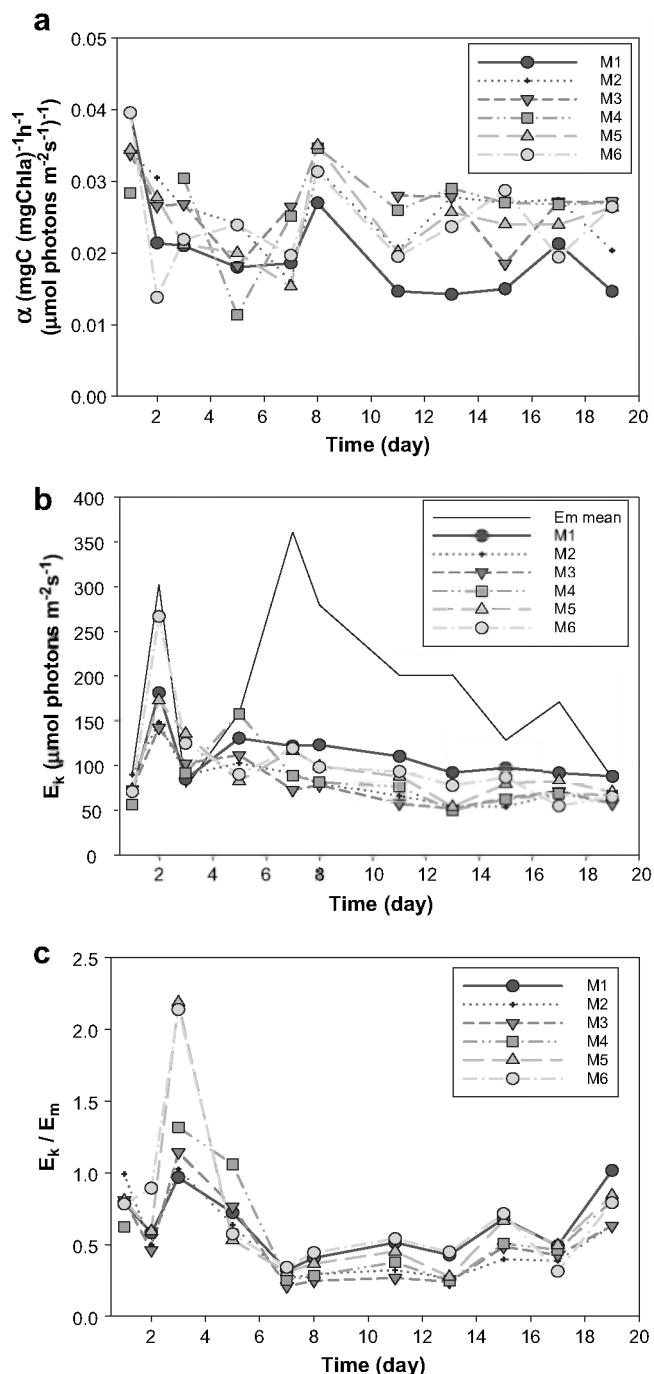 a
0.05
0.04
0.03
0.02
0.01
0.00
α (mgC (mgChla)⁻¹h⁻¹
(μmol photons m⁻²s⁻¹)⁻¹)
M1
M2
M3
M4
M5
M6
2 4 6 8 10 12 14 16 18 20
Time (day)
b
400
350
300
250
200
150
100
50
0
Eₖ (μmol photons m⁻²s⁻¹)
Em mean
M1
M2
M3
M4
M5
M6
2 4 6 8 10 12 14 16 18 20
Time (day)
c
2.5
2.0
1.5
1.0
0.5
0.0
Eₖ / Eₘ
M1
M2
M3
M4
M5
M6
2 4 6 8 10 12 14 16 18 20
Time (day)